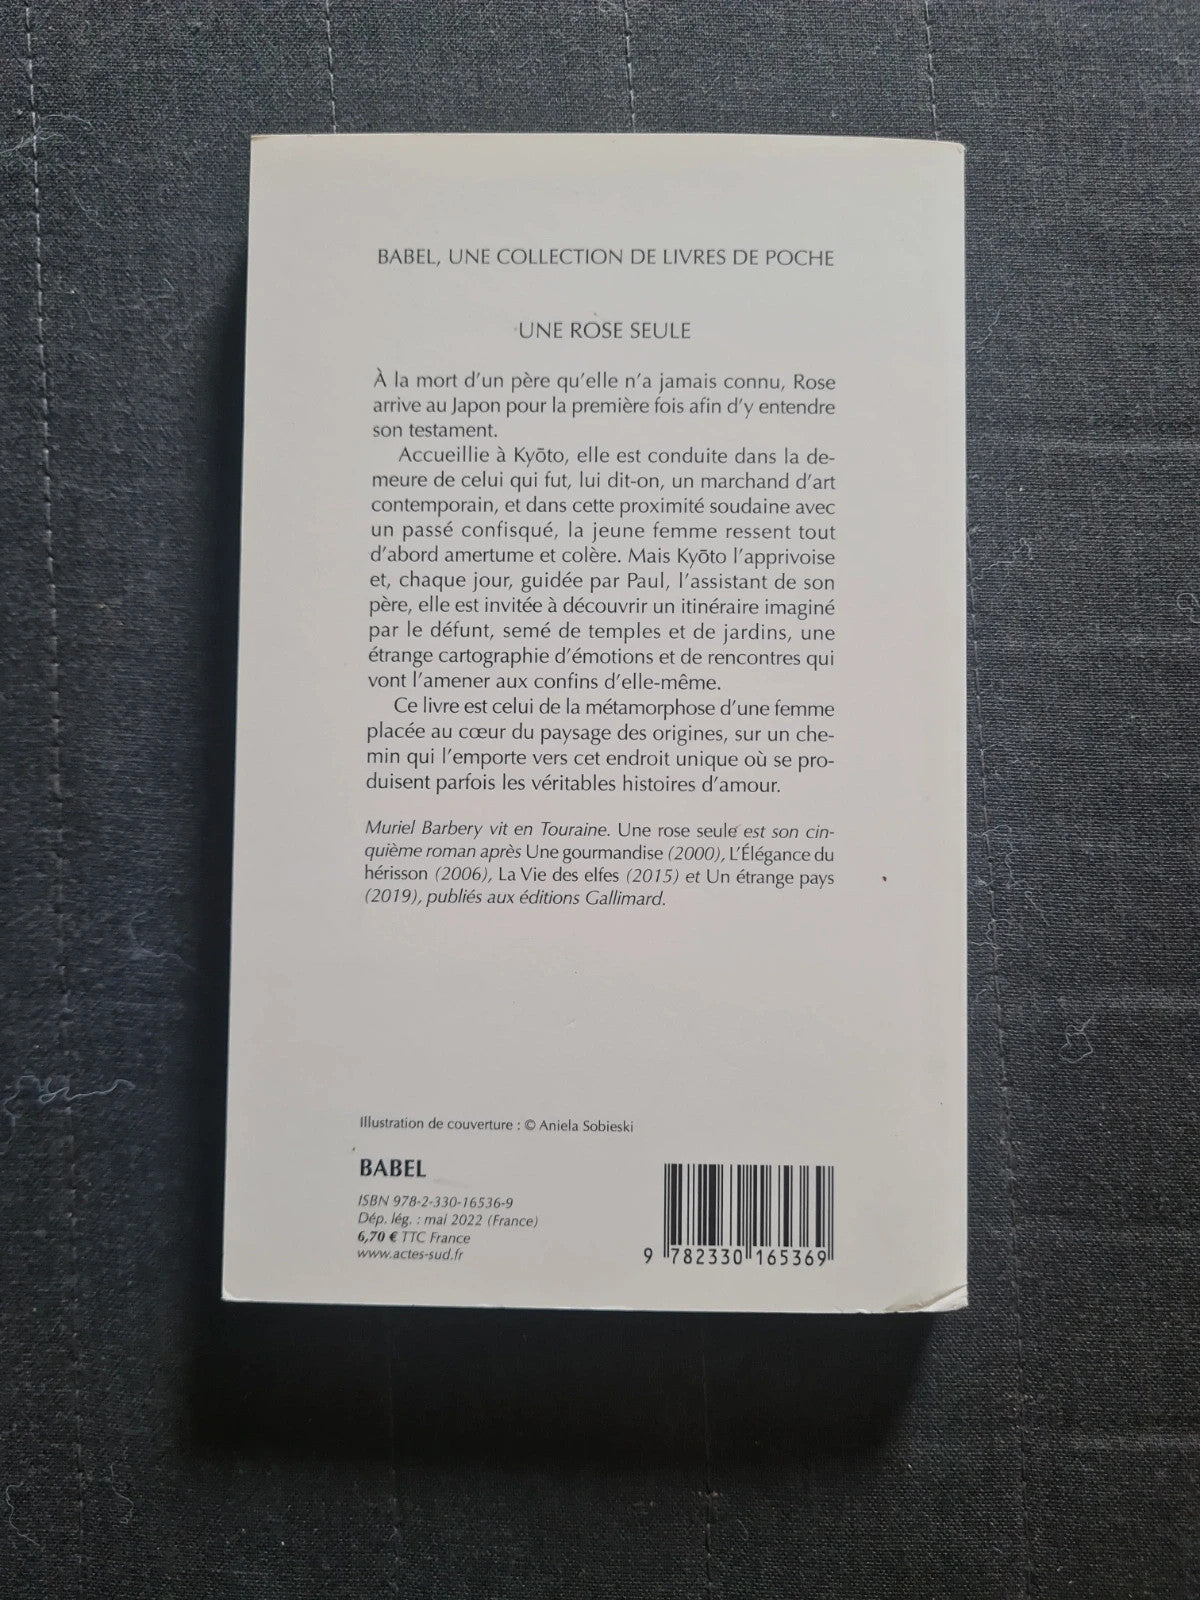 BABEL, UNE COLLECTION DE LIVRES DE POCHE
UNE ROSE SEULE
À la mort d'un père qu'elle n'a jamais connu, Rose
arrive au Japon pour la première fois afin d'y entendre
son testament.
Accueillie à Kyōto, elle est conduite dans la de-
meure de celui qui fut, lui dit-on, un marchand d'art
contemporain, et dans cette proximité soudaine avec
un passé confisqué, la jeune femme ressent tout
d'abord amertume et colère. Mais Kyōto l'apprivoise
et, chaque jour, guidée par Paul, l'assistant de son
père, elle est invitée à découvrir un itinéraire imaginé
par le défunt, semé de temples et de jardins, une
étrange cartographie d'émotions et de rencontres qui
vont l'amener aux confins d'elle-même.
Ce livre est celui de la métamorphose d'une femme
placée au cœur du paysage des origines, sur un che-
min qui l'emporte vers cet endroit unique où se pro-
duisent parfois les véritables histoires d'amour.
Muriel Barbery vit en Touraine. Une rose seule est son cin-
quième roman après Une gourmandise (2000), L'Élégance du
hérisson (2006), La Vie des elfes (2015) et Un étrange pays
(2019), publiés aux éditions Gallimard.
Illustration de couverture : © Aniela Sobieski
BABEL
ISBN 978-2-330-16536-9
Dép. lég. : mai 2022 (France)
6,70 € TTC France
www.actes-sud.fr
9 782330 165369